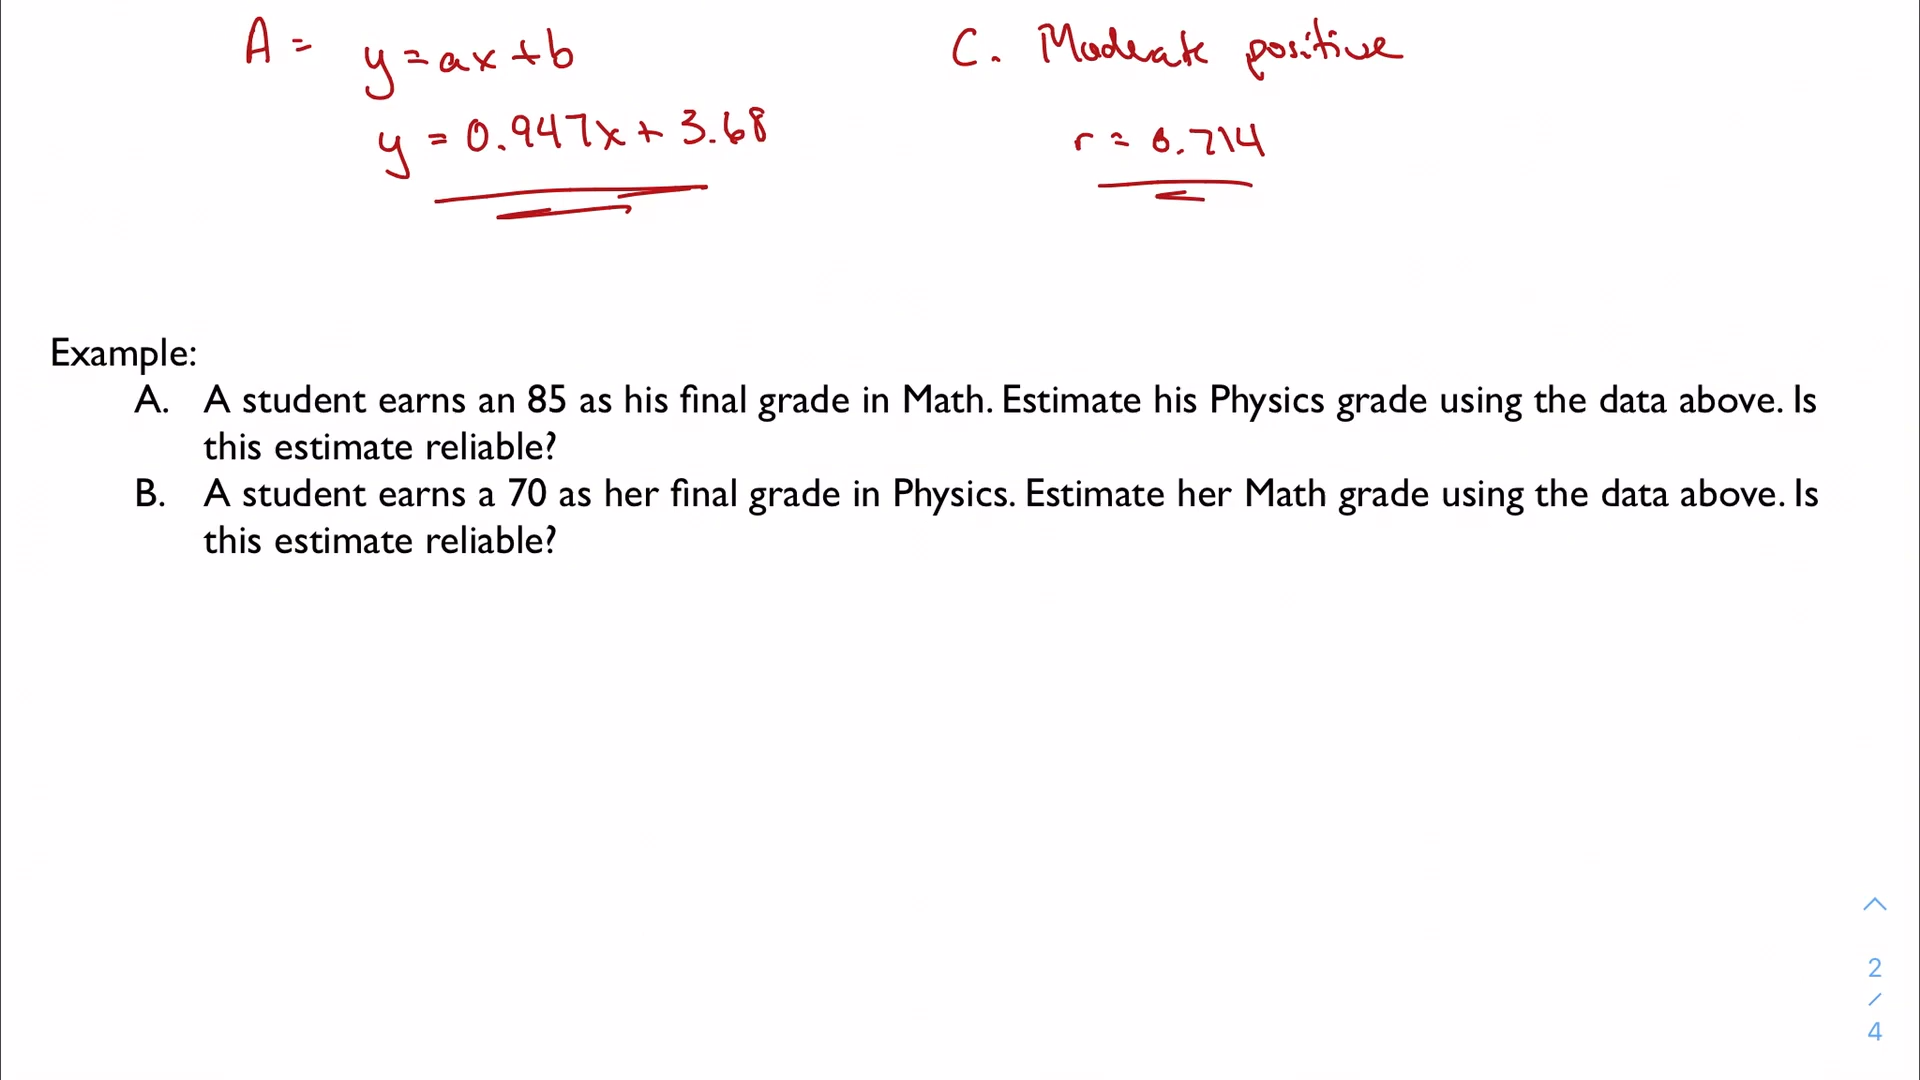 A = y = ax + b
y = 0.947x + 3.68
C. Moderate positive
r = 0.714
Example:
A. A student earns an 85 as his final grade in Math. Estimate his Physics grade using the data above. Is
this estimate reliable?
B. A student earns a 70 as her final grade in Physics. Estimate her Math grade using the data above. Is
this estimate reliable?
2
/
4